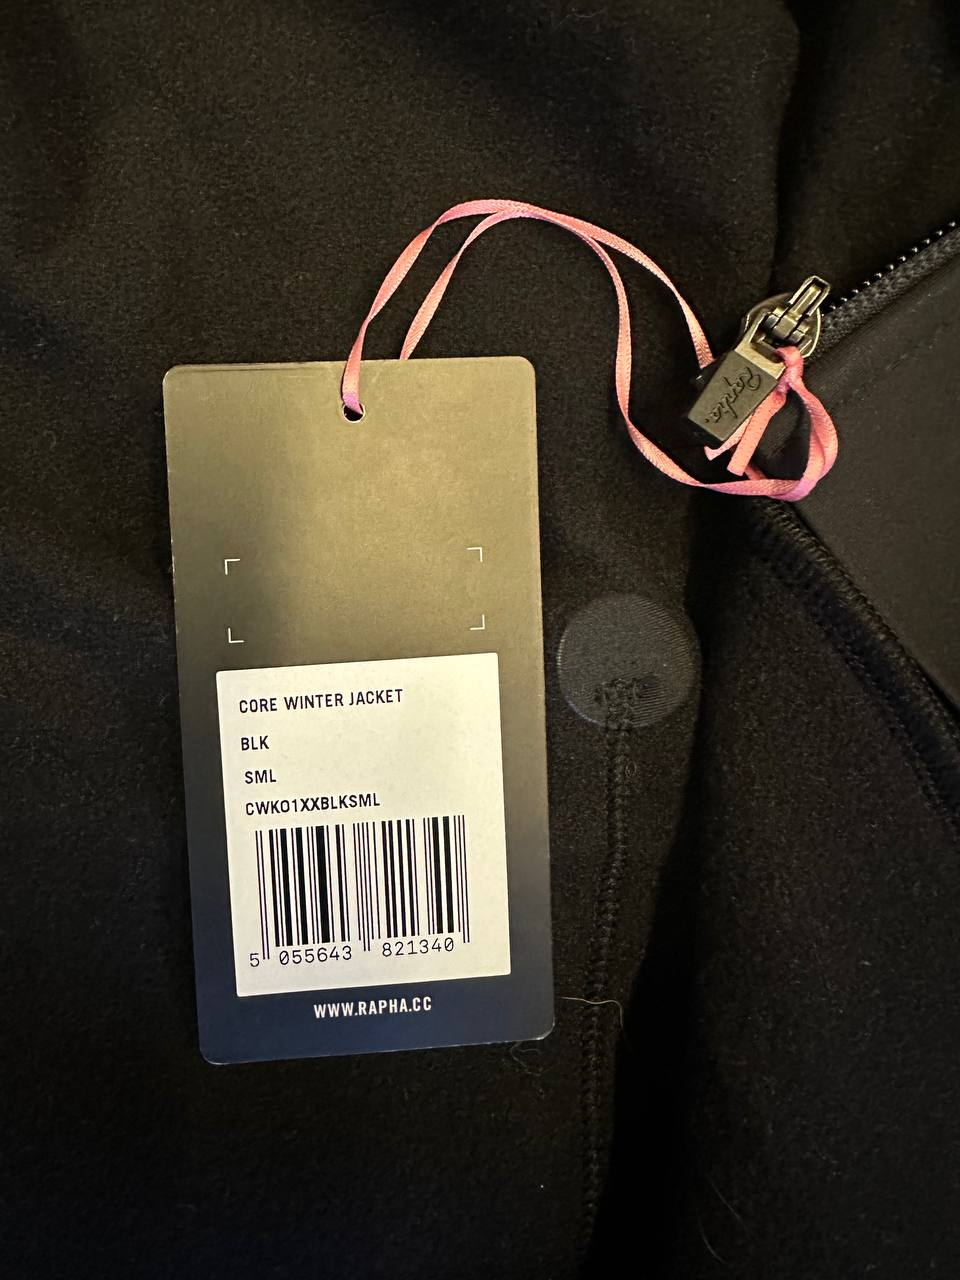 Rapha.
CORE WINTER JACKET
BLK
SML
CWK01XXBLKSML
5 055643 821340
WWW.RAPHA.CC